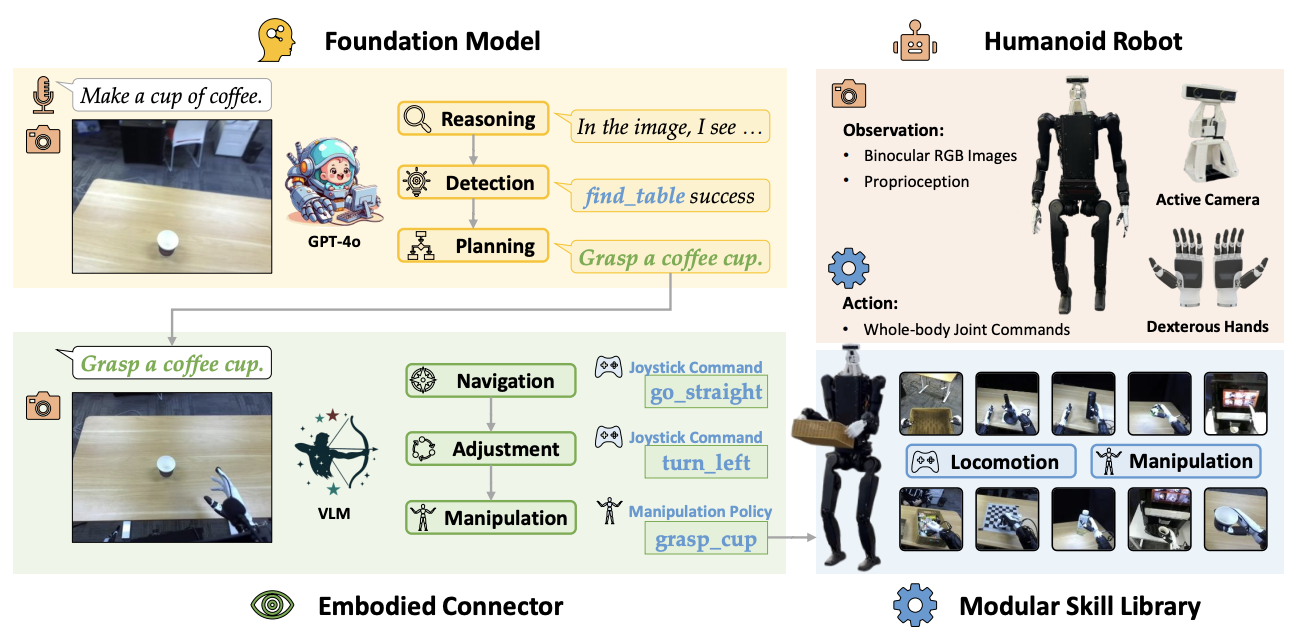 Foundation Model
Make a cup of coffee.
GPT-4o
Reasoning
In the image, I see ...
Detection
find_table success
Planning
Grasp a coffee cup.
Humanoid Robot
Observation:
• Binocular RGB Images
• Proprioception
Active Camera
Action:
• Whole-body Joint Commands
Dexterous Hands
Grasp a coffee cup.
VLM
Navigation
Joystick Command
go_straight
Adjustment
Joystick Command
turn_left
Manipulation
Manipulation Policy
grasp_cup
Embodied Connector
Locomotion
Manipulation
Modular Skill Library